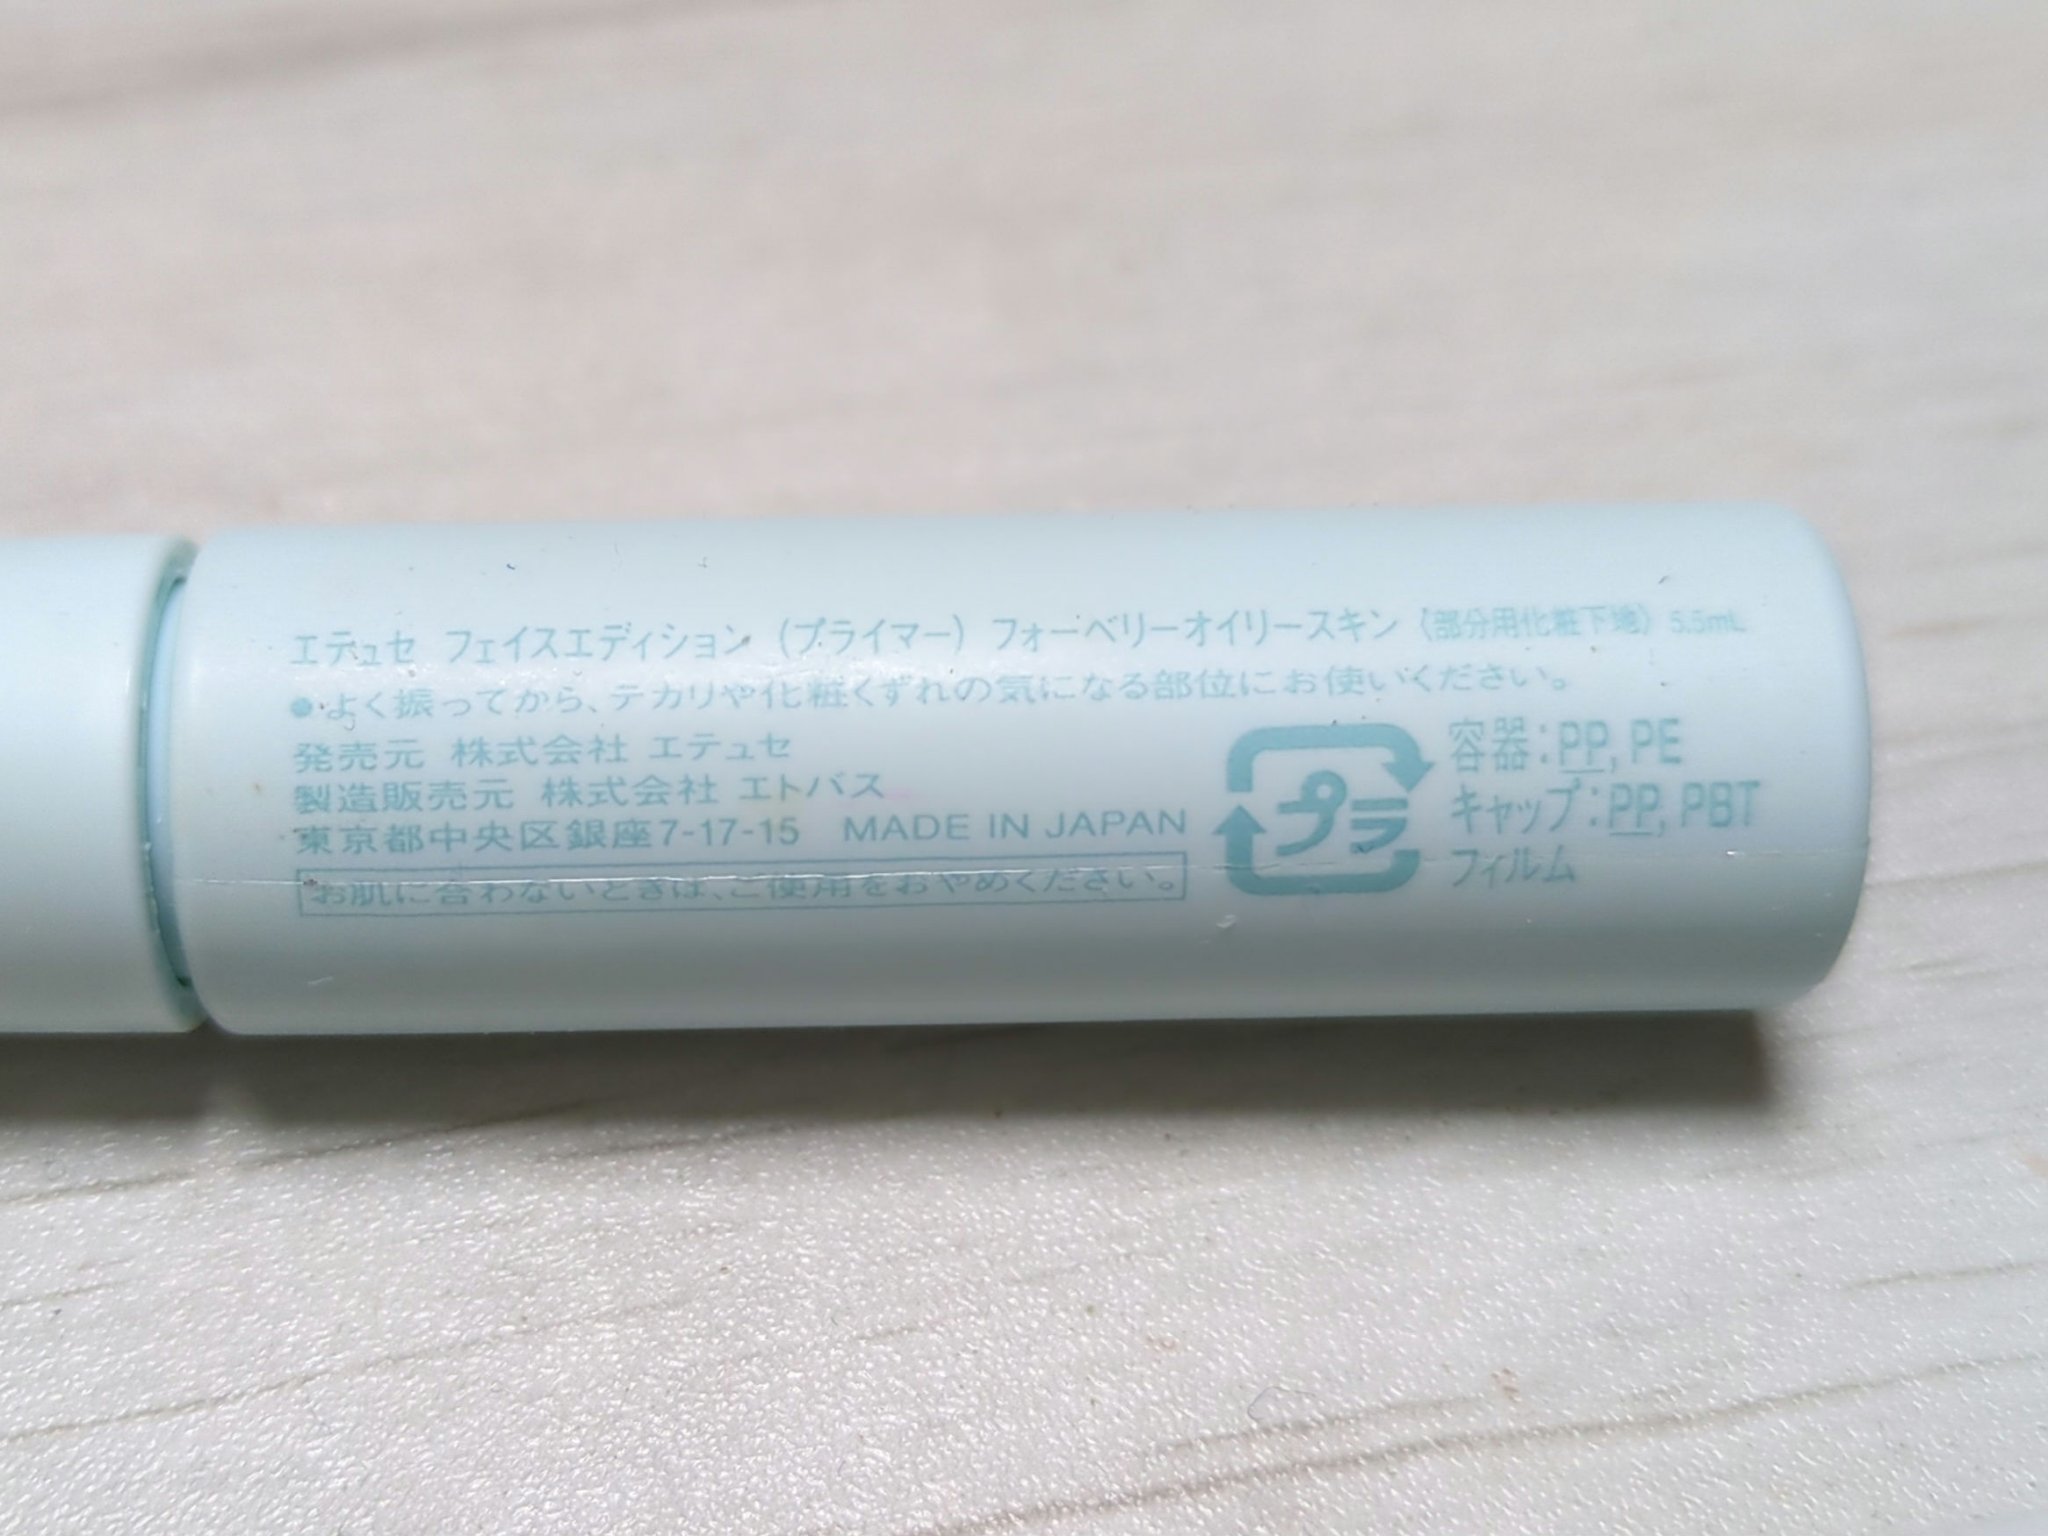 エテュセ フェイスエディション（プライマー）フォーベリーオイリースキン〈部分用化粧下地〉5.5mL
●よく振ってから、テカリや化粧くずれの気になる部位にお使いください。
発売元 株式会社 エテュセ
製造販売元 株式会社 エトバス
東京都中央区銀座7-17-15 MADE IN JAPAN
お肌に合わないときは、ご使用をおやめください。
プラ
容器：PP, PE
キャップ：PP, PBT
フィルム